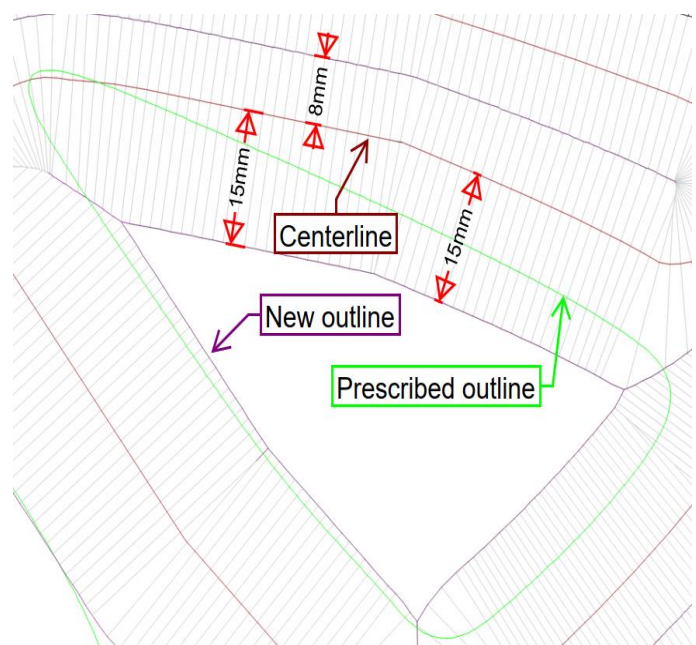 8mm
15mm
15mm
Centerline
New outline
Prescribed outline